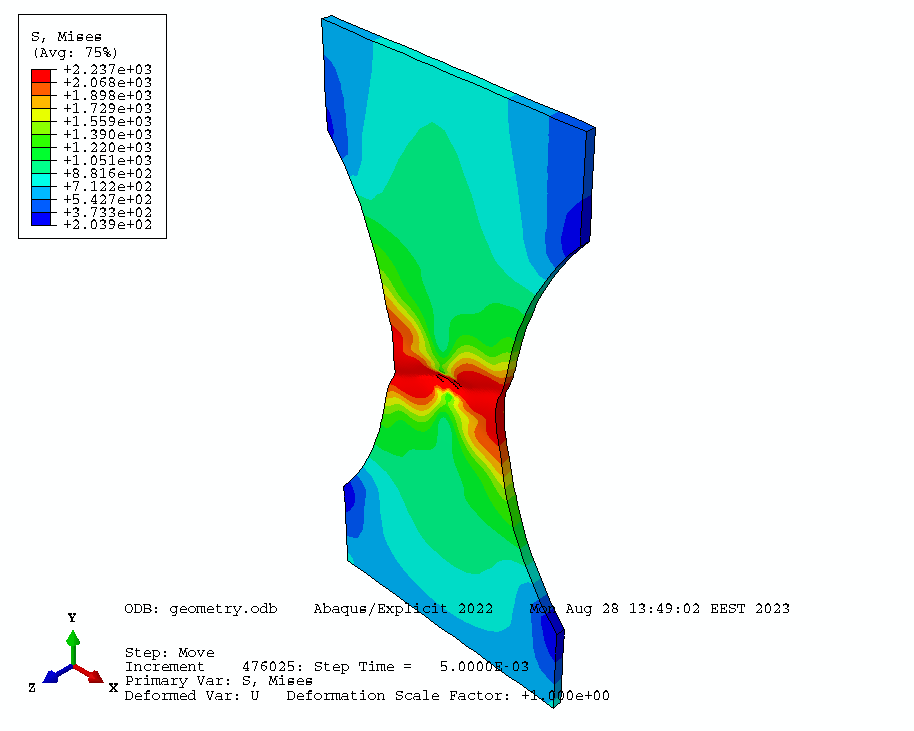 S, Mises
(Avg: 75%)
+2.237e+03
+2.068e+03
+1.898e+03
+1.729e+03
+1.559e+03
+1.390e+03
+1.220e+03
+1.051e+03
+8.816e+02
+7.122e+02
+5.427e+02
+3.733e+02
+2.039e+02
ODB: geometry.odb Abaqus/Explicit 2022 Mon Aug 28 13:49:02 EEST 2023
Y
Z X
Step: Move
Increment 476025: Step Time = 5.0000E-03
Primary Var: S, Mises
Deformed Var: U Deformation Scale Factor: +1.000e+00